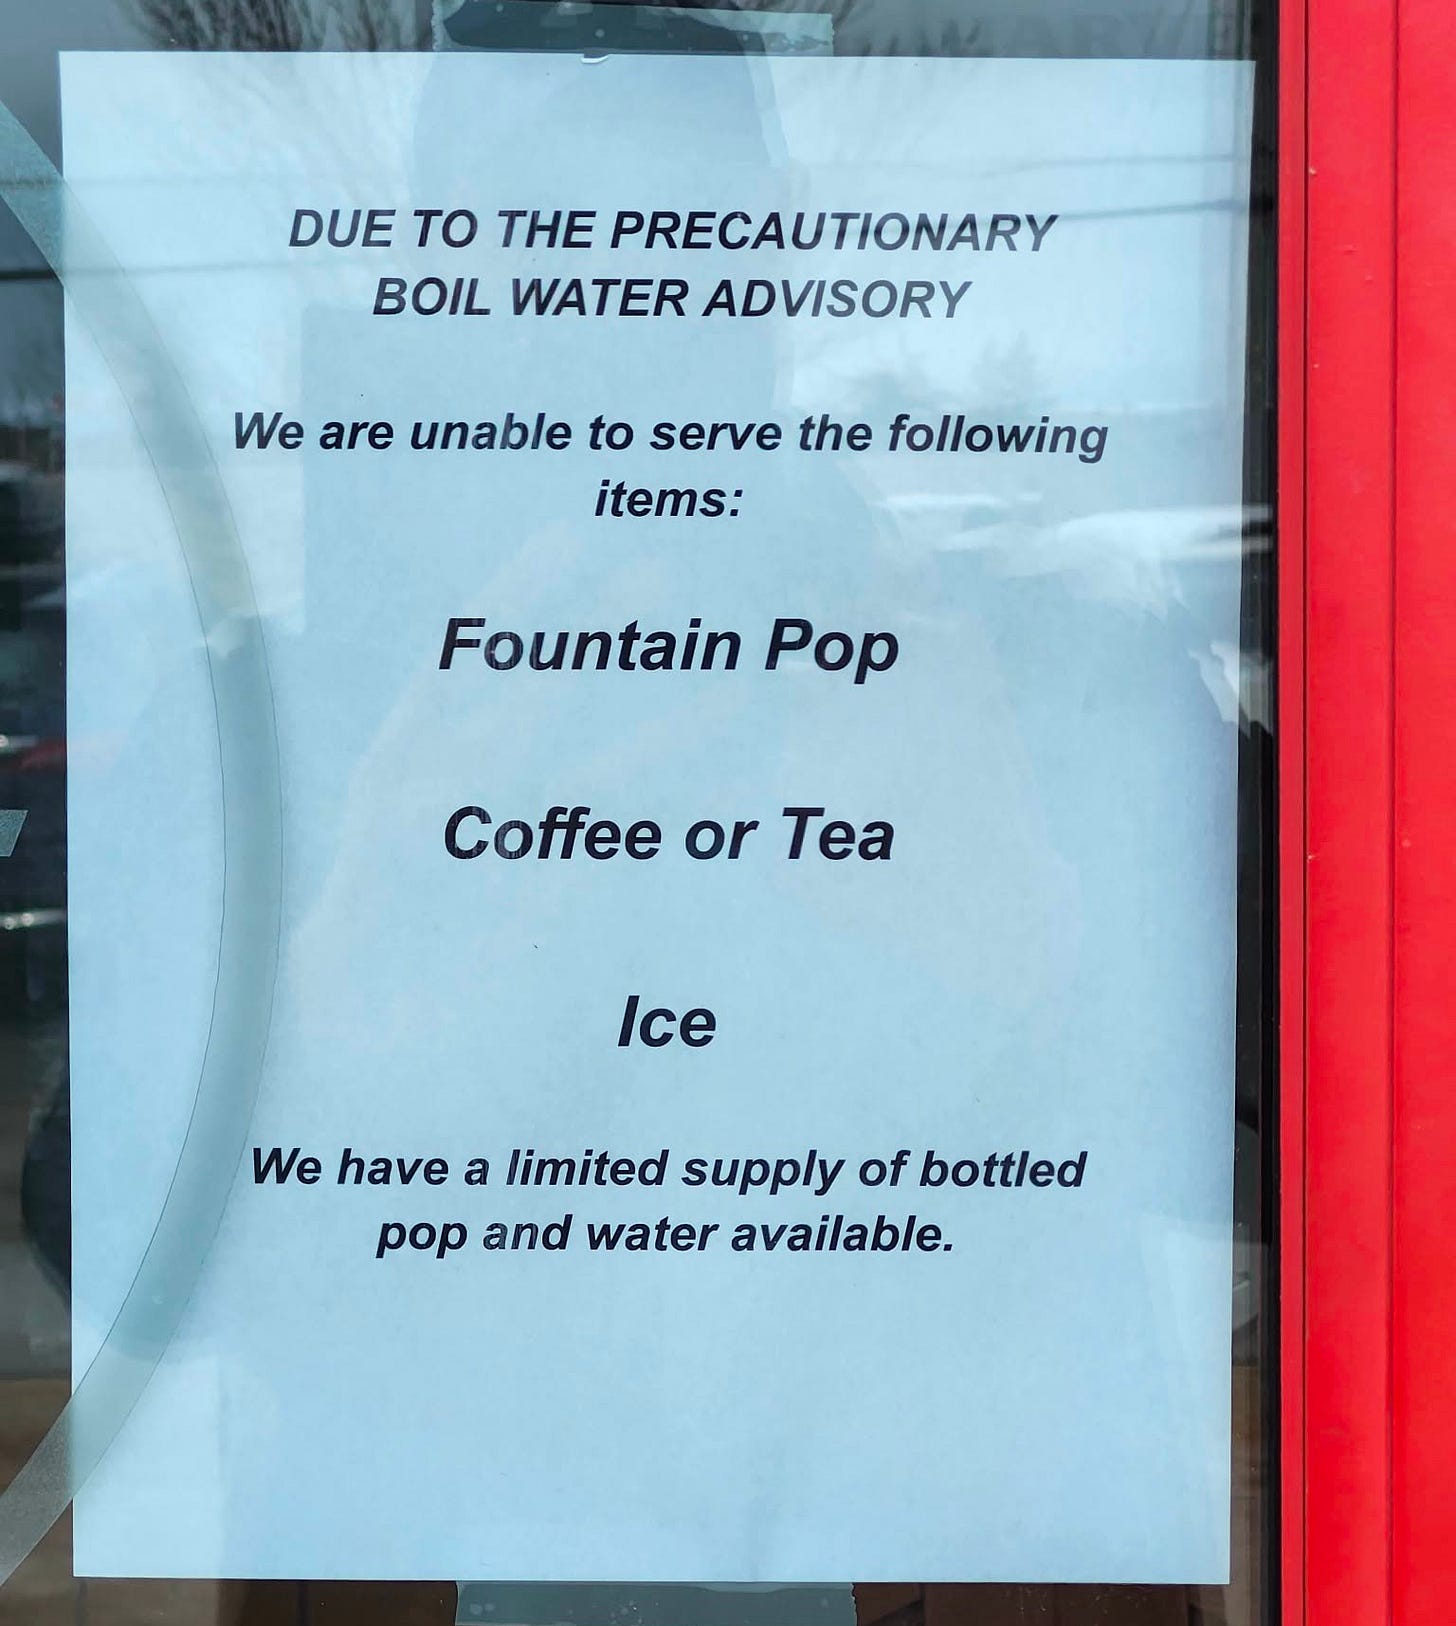 DUE TO THE PRECAUTIONARY
BOIL WATER ADVISORY
We are unable to serve the following
items:
Fountain Pop
Coffee or Tea
Ice
We have a limited supply of bottled
pop and water available.